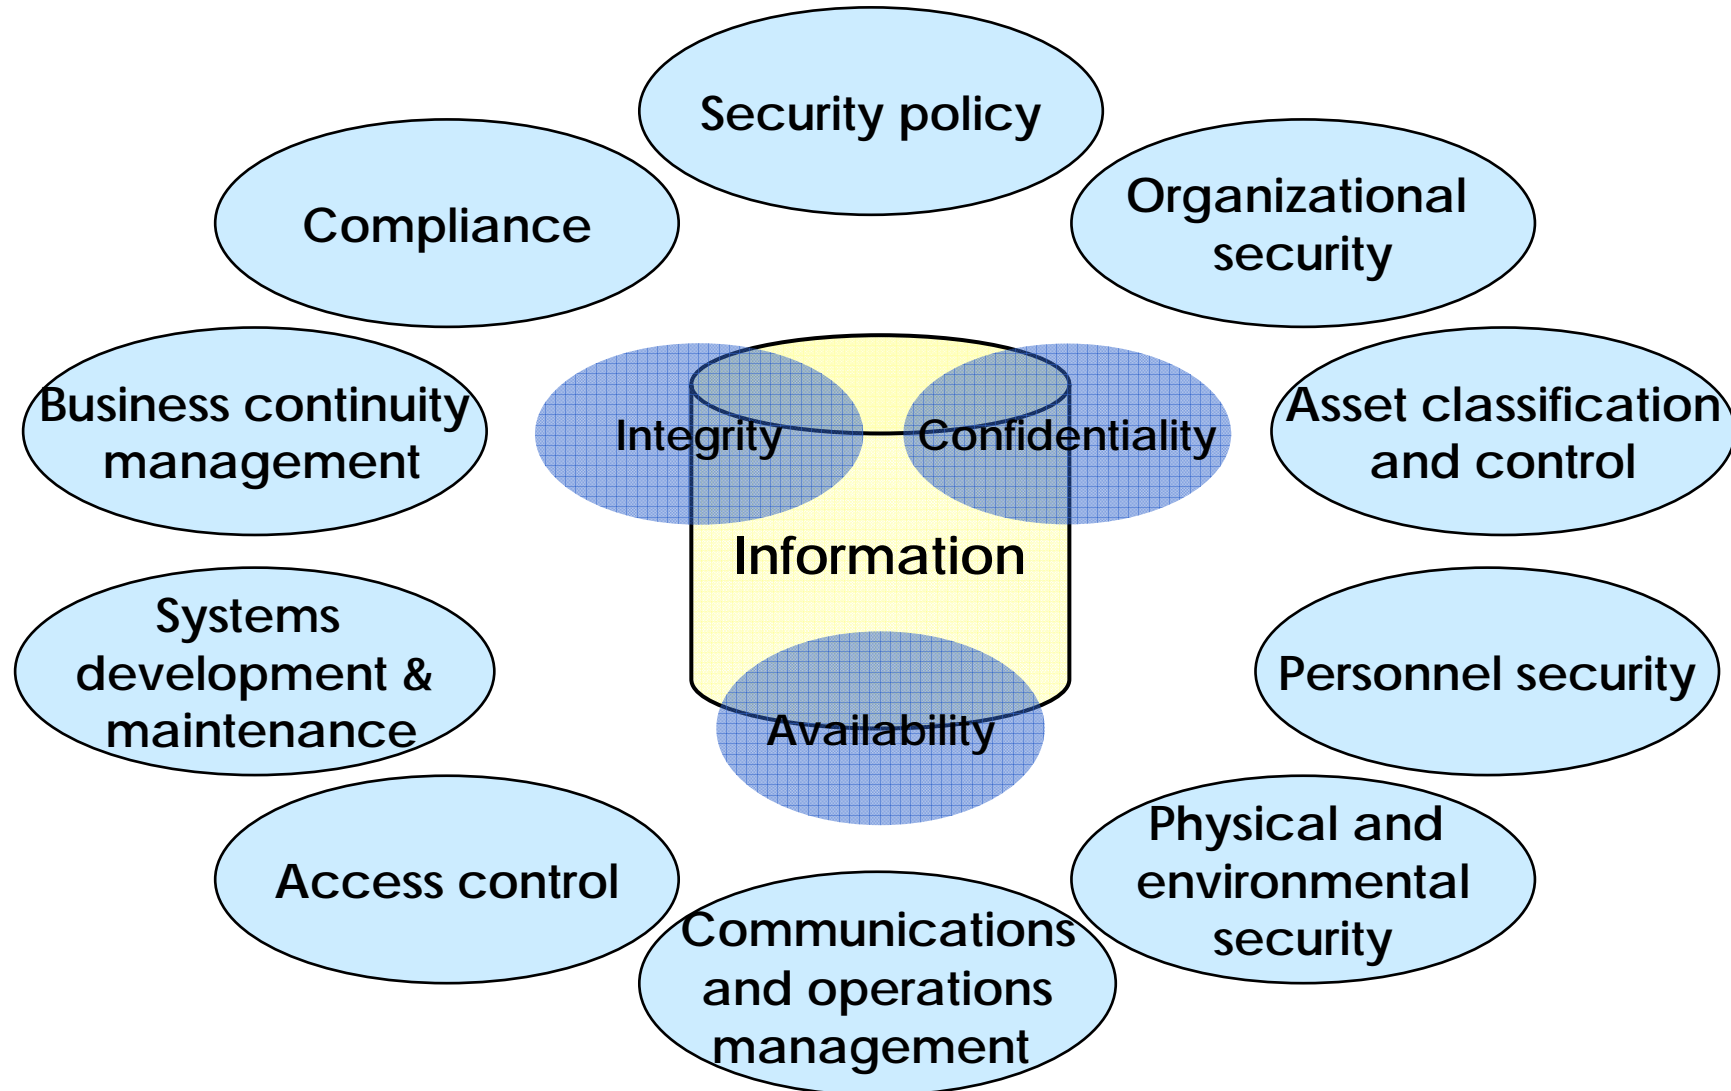 Security policy
Organizational
security
Compliance
Asset classification
and control
Business continuity
management
Integrity
Confidentiality
Information
Systems
development &
maintenance
Personnel security
Availability
Physical and
environmental
security
Access control
Communications
and operations
management